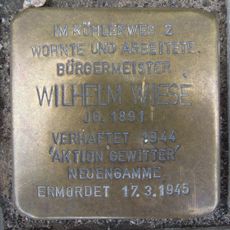 IM KÜHLERWEG 2
WOHNTE UND ARBEITETE
BÜRGERMEISTER
WILHELM WIESE
JG. 1891
VERHAFTET 1944
'AKTION GEWITTER'
NEUENGAMME
ERMORDET 17.3.1945